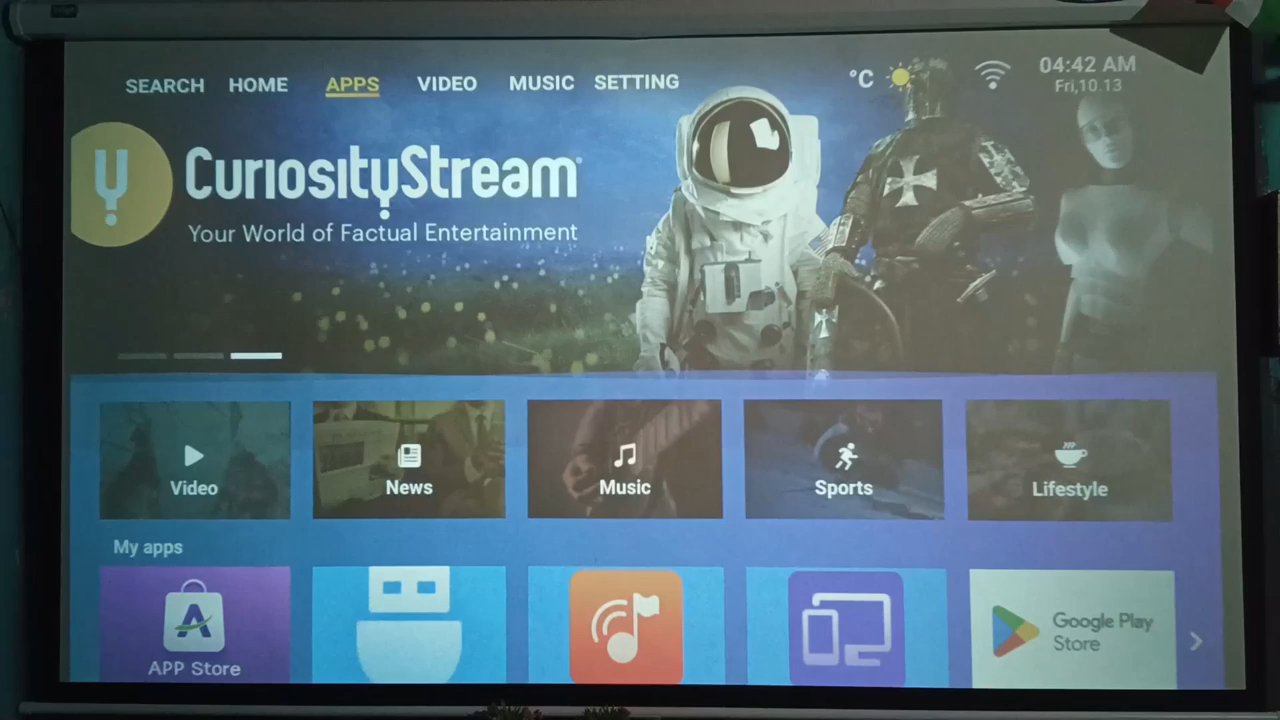 SEARCH HOME APPS VIDEO MUSIC SETTING °C 04:42 AM
Fri,10.13
CURIOSITYSTREAM
Your World of Factual Entertainment
Video News Music Sports Lifestyle
My apps
APP Store
Google Play
Store